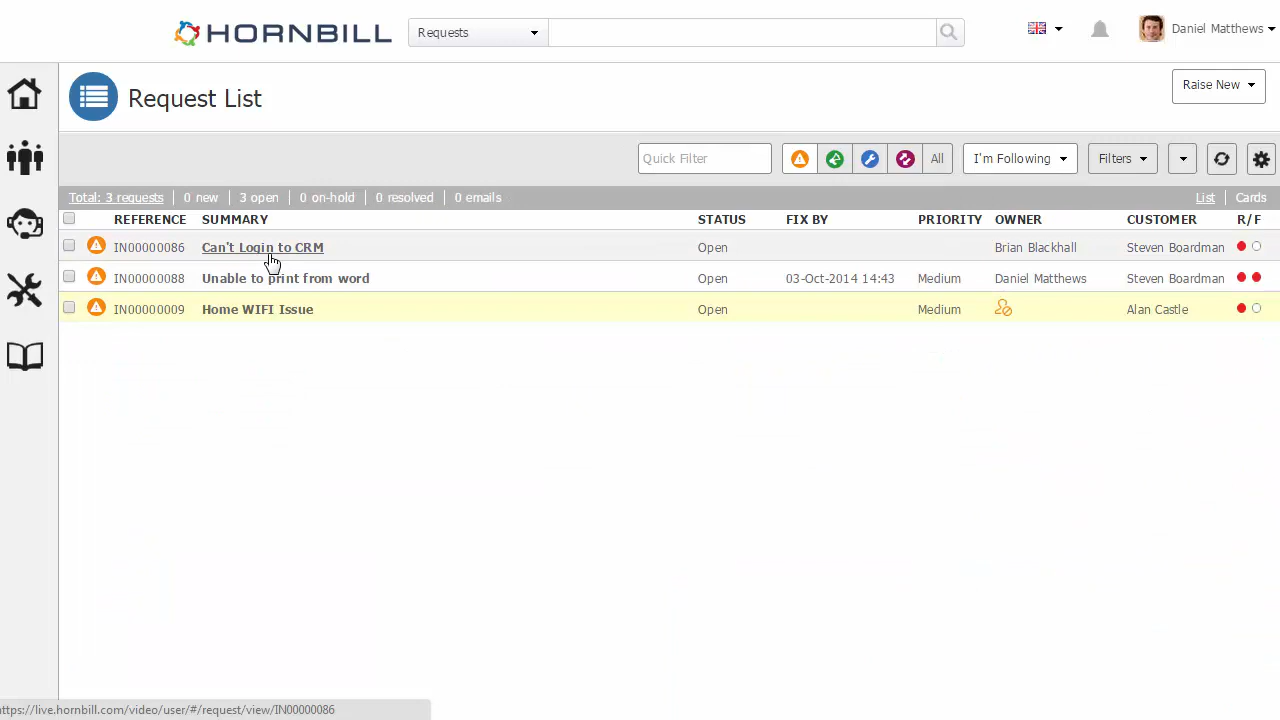 HORNBILL
Requests
Daniel Matthews
Request List
Raise New
Quick Filter
All
I'm Following
Filters
Total: 3 requests
0 new
3 open
0 on-hold
0 resolved
0 emails
List
Cards
REFERENCE SUMMARY STATUS FIX BY PRIORITY OWNER CUSTOMER R/F
IN00000086 Can't Login to CRM Open Brian Blackhall Steven Boardman
IN00000088 Unable to print from word Open 03-Oct-2014 14:43 Medium Daniel Matthews Steven Boardman
IN00000009 Home WIFI Issue Open Medium Alan Castle
https://live.hornbill.com/video/user/#/request/view/IN00000086